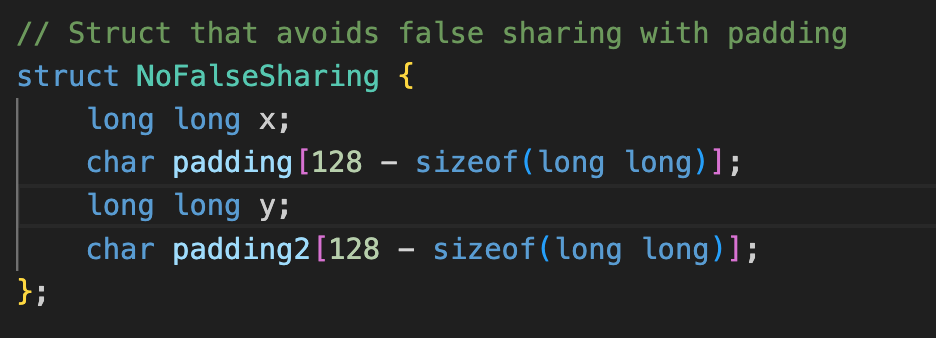 // Struct that avoids false sharing with padding
struct NoFalseSharing {
    long long x;
    char padding[128 - sizeof(long long)];
    long long y;
    char padding2[128 - sizeof(long long)];
};